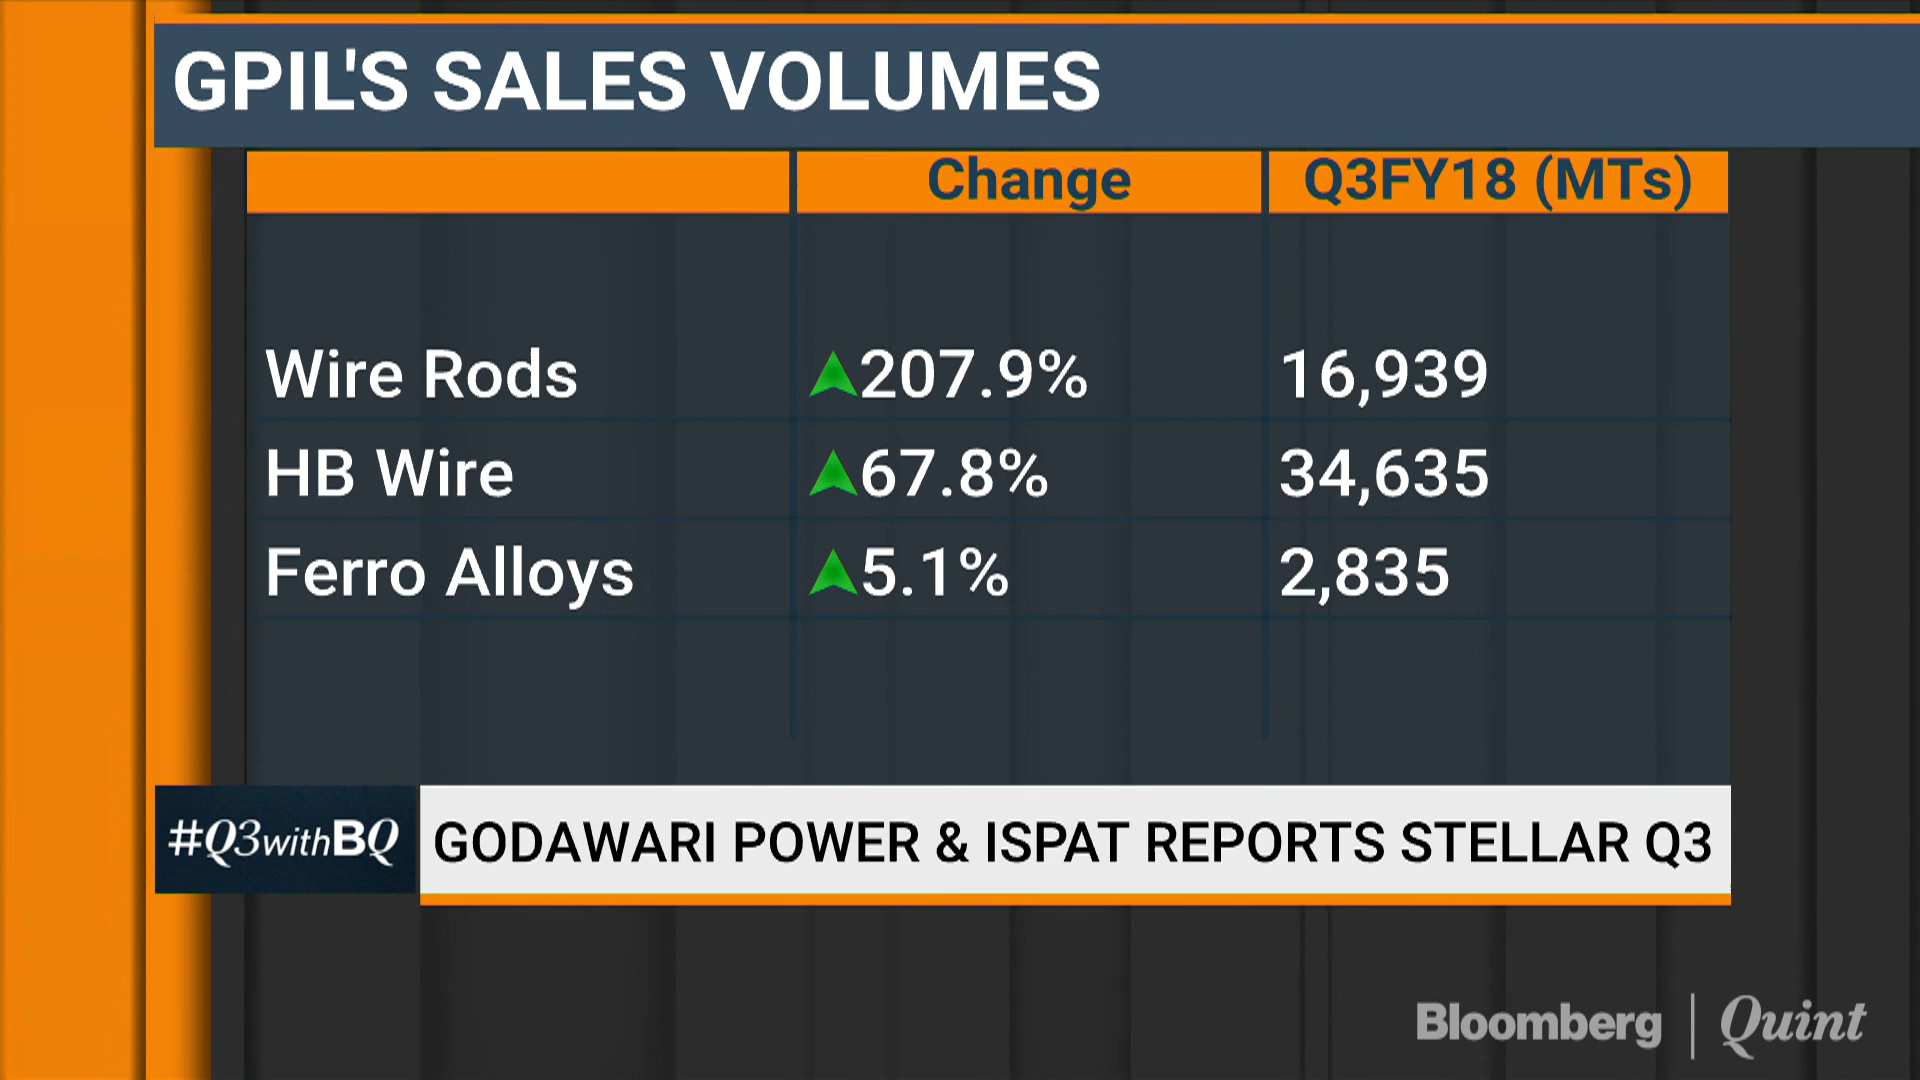 GPIL'S SALES VOLUMES
Change Q3FY18 (MTs)
Wire Rods 207.9% 16,939
HB Wire 67.8% 34,635
Ferro Alloys 5.1% 2,835
#Q3withBQ GODAWARI POWER & ISPAT REPORTS STELLAR Q3
Bloomberg | Quint